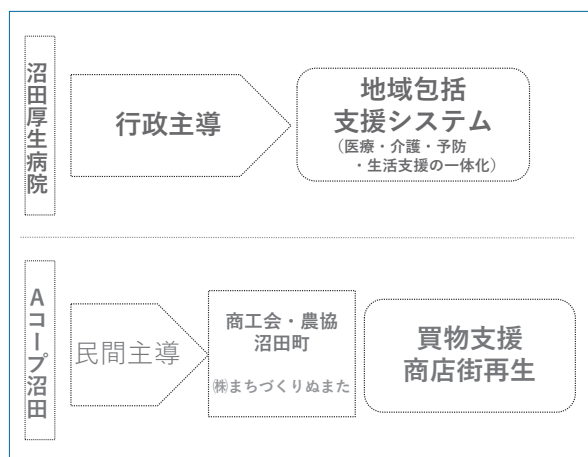 沼田厚生病院
行政主導
地域包括
支援システム
（医療・介護・予防
・生活支援の一体化）
Aコープ沼田
民間主導
商工会・農協
沼田町
㈱まちづくりぬまた
買物支援
商店街再生